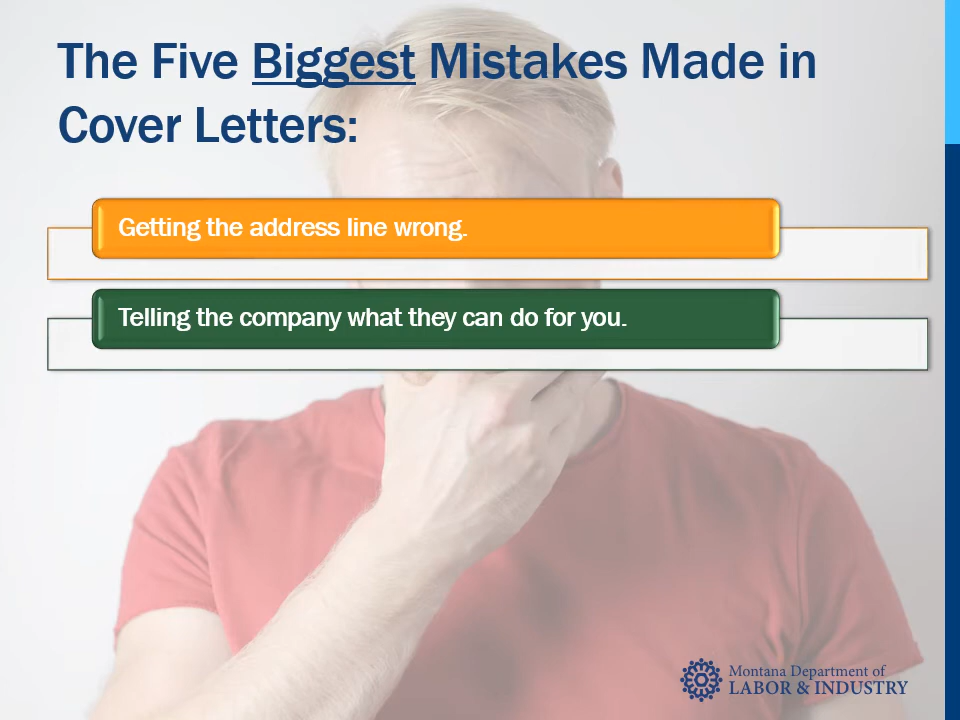 The Five Biggest Mistakes Made in
Cover Letters:
Getting the address line wrong.
Telling the company what they can do for you.
Montana Department of
LABOR & INDUSTRY